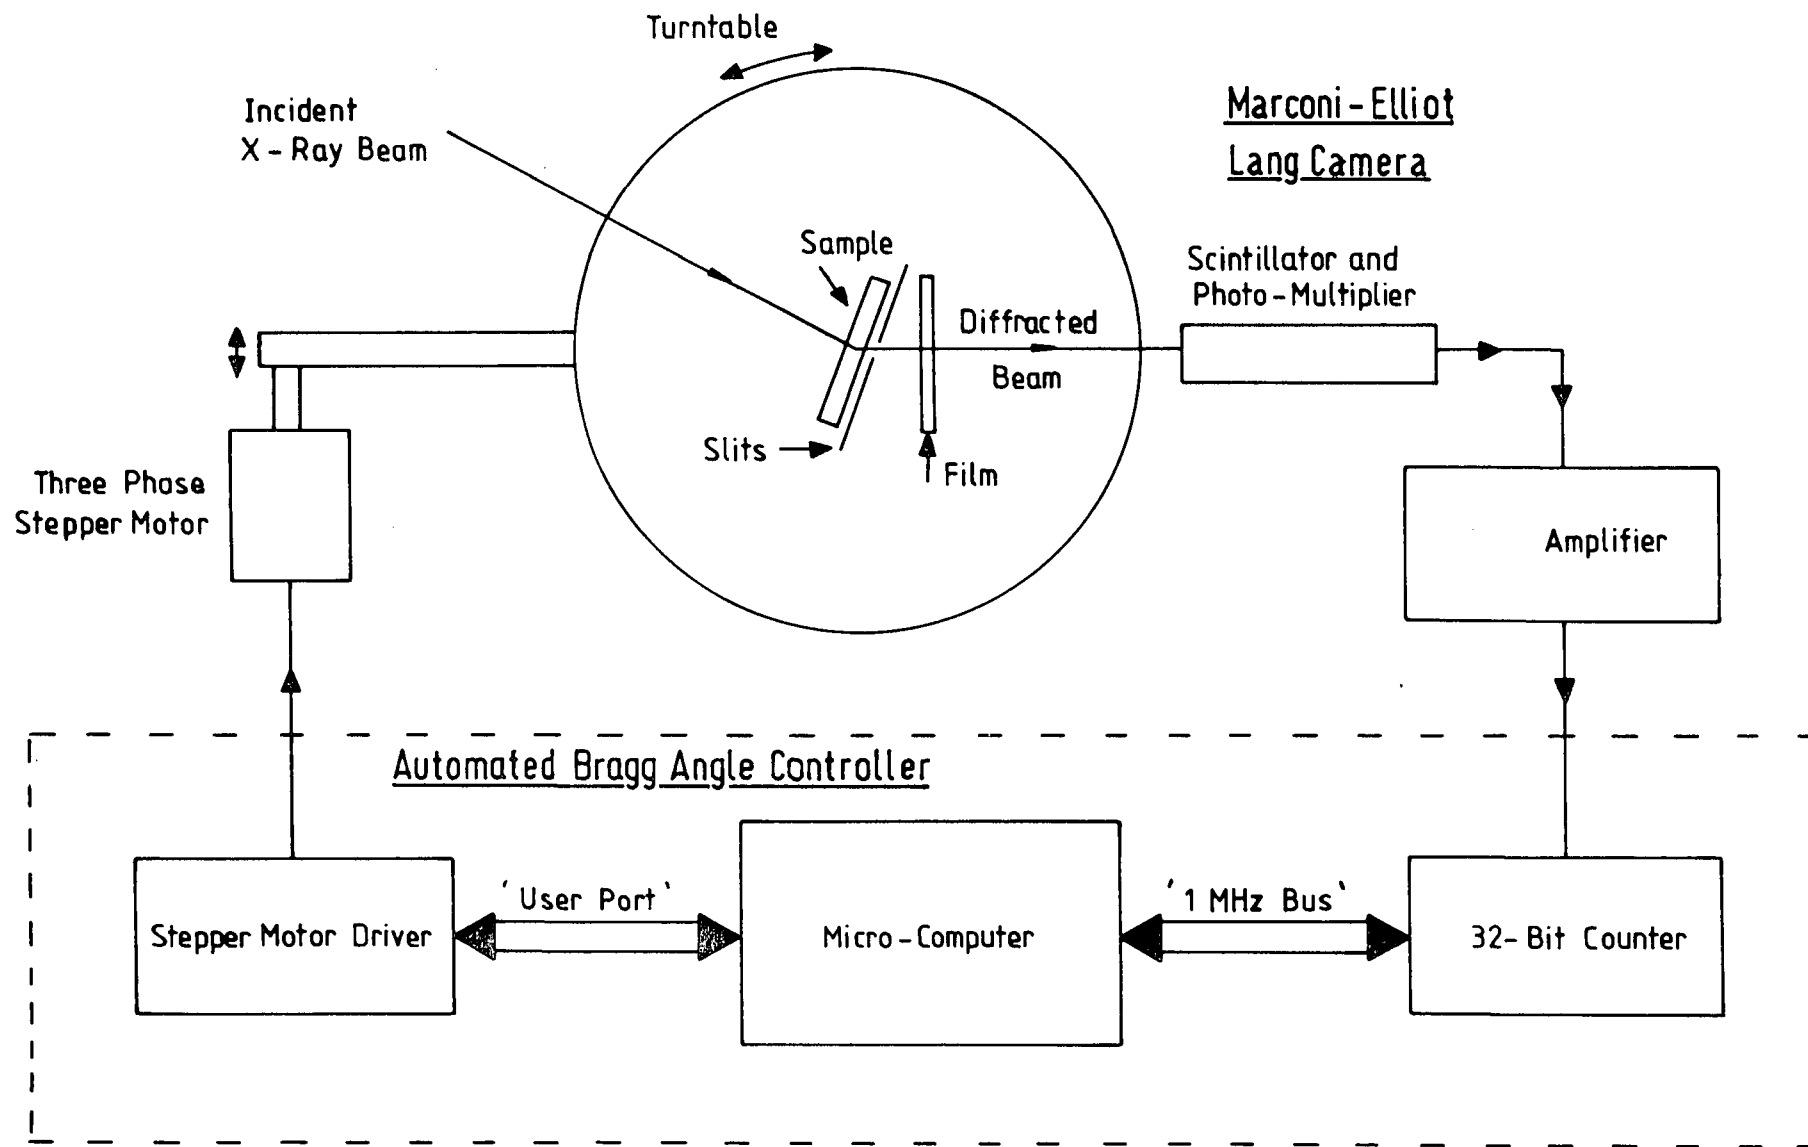 Turntable
Incident
X-Ray Beam
Marconi-Elliot
Lang Camera
Sample
Scintillator and
Photo-Multiplier
Diffracted
Beam
Slits
Film
Three Phase
Stepper Motor
Amplifier
Automated Bragg Angle Controller
'User Port'
'1 MHz Bus'
Stepper Motor Driver
Micro-Computer
32-Bit Counter